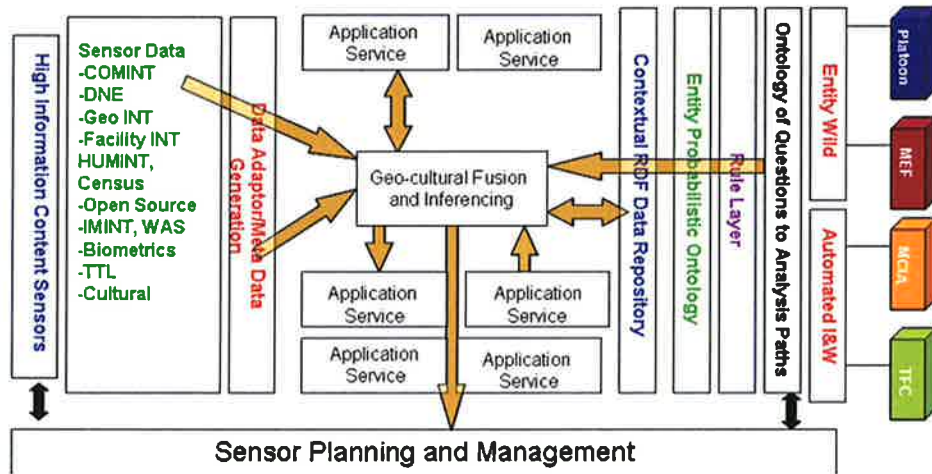 High Information Content Sensors
Sensor Data
-COMINT
-DNE
-Geo INT
-Facility INT
HUMINT,
Census
-Open Source
-IMINT, WAS
-Biometrics
-TTL
-Cultural
Data Adaptor/Meta Data
Generation
Application
Service
Application
Service
Geo-cultural Fusion
and Inferencing
Application
Service
Application
Service
Application
Service
Application
Service
Contextual RDF Data Repository
Entity Probabilistic Ontology
Rule Layer
Ontology of Questions to Analysis Paths
Entity Wild
Automated I&W
Platoon
MEF
MCIA
TFC
Sensor Planning and Management